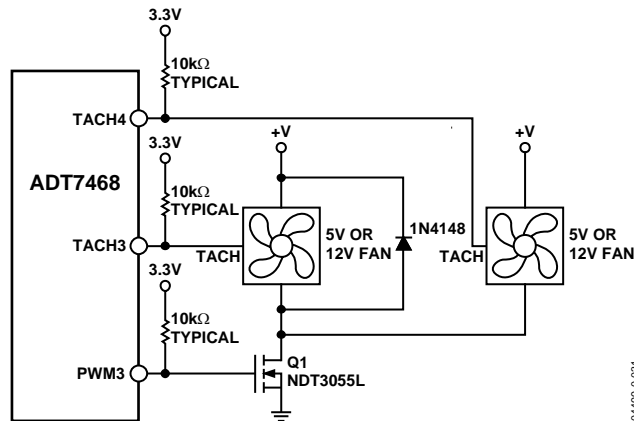 3.3V
10kΩ
TYPICAL
TACH4
+V
+V
3.3V
ADT7468
10kΩ
TYPICAL
1N4148
5V OR
12V FAN
5V OR
12V FAN
TACH3
TACH
TACH
3.3V
10kΩ
TYPICAL
Q1
NDT3055L
PWM3